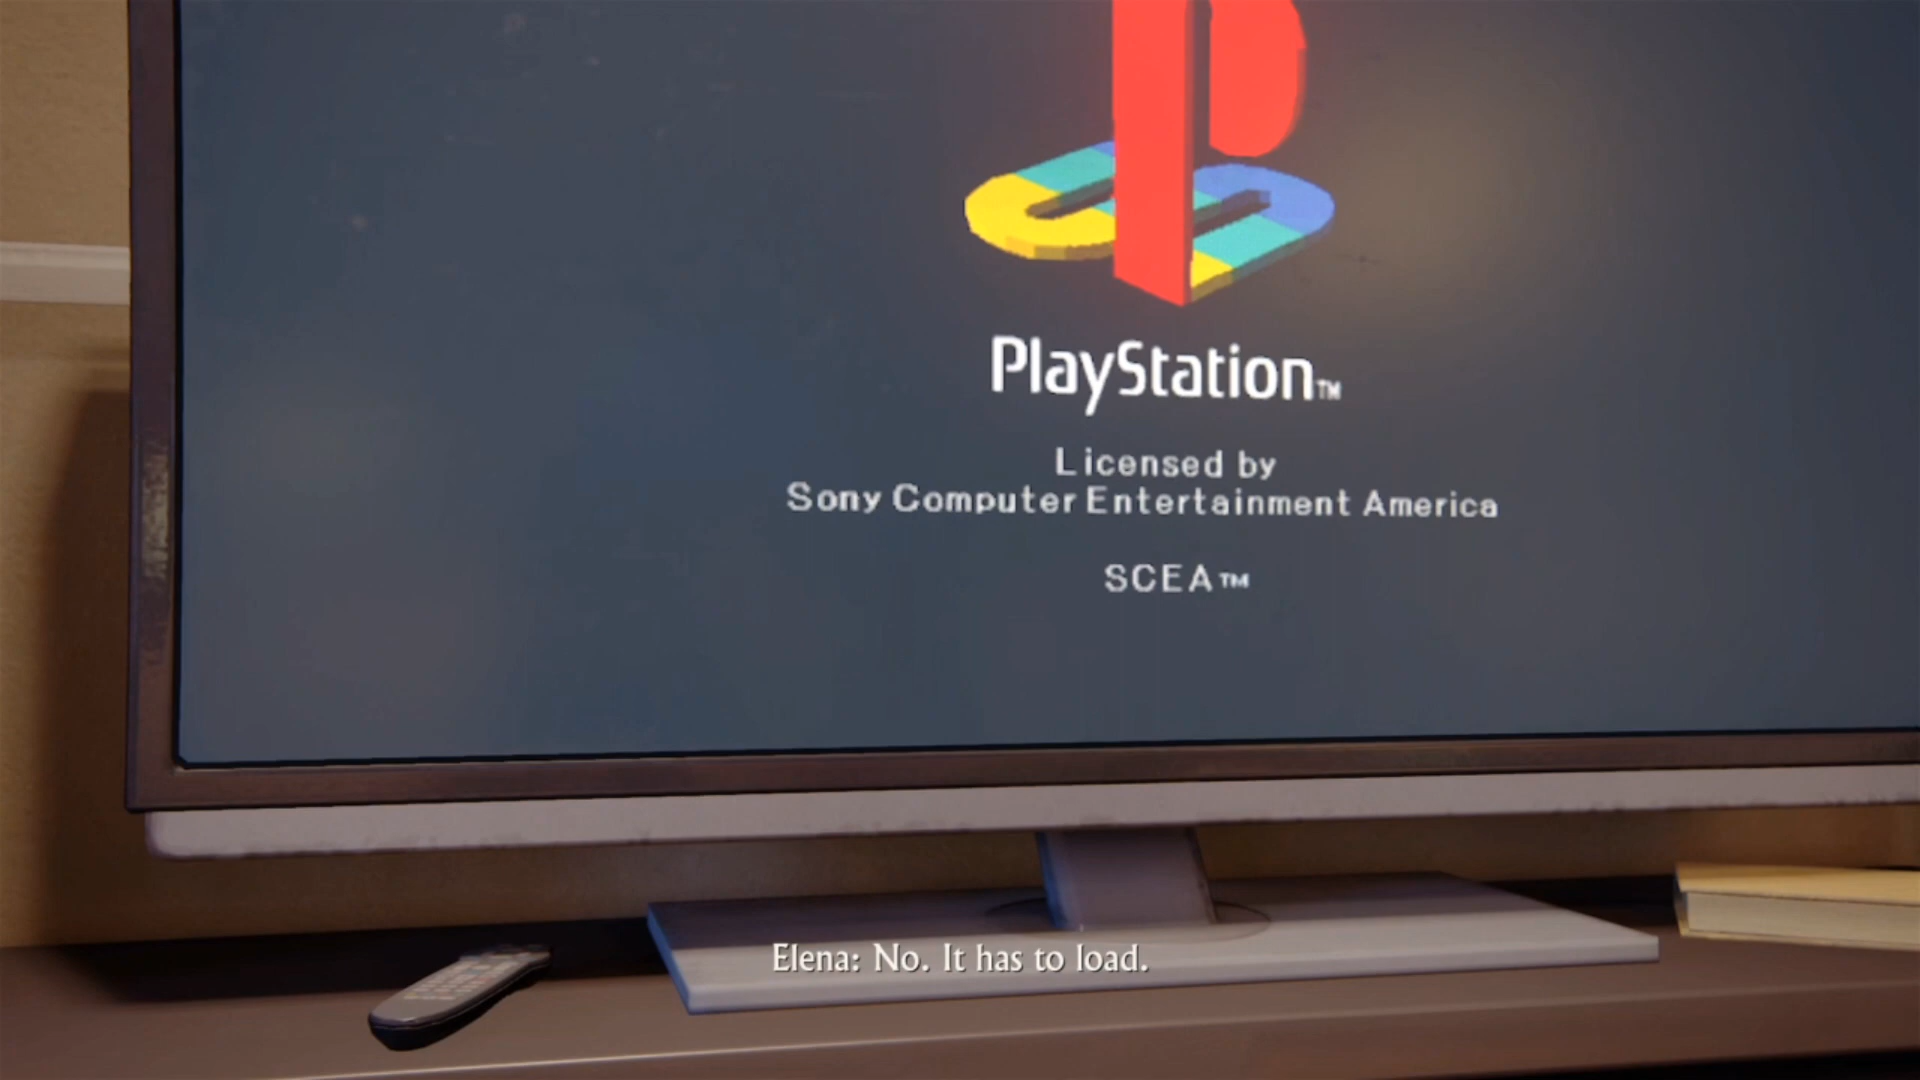 PlayStation™
Licensed by
Sony Computer Entertainment America
SCEA™
Elena: No. It has to load.